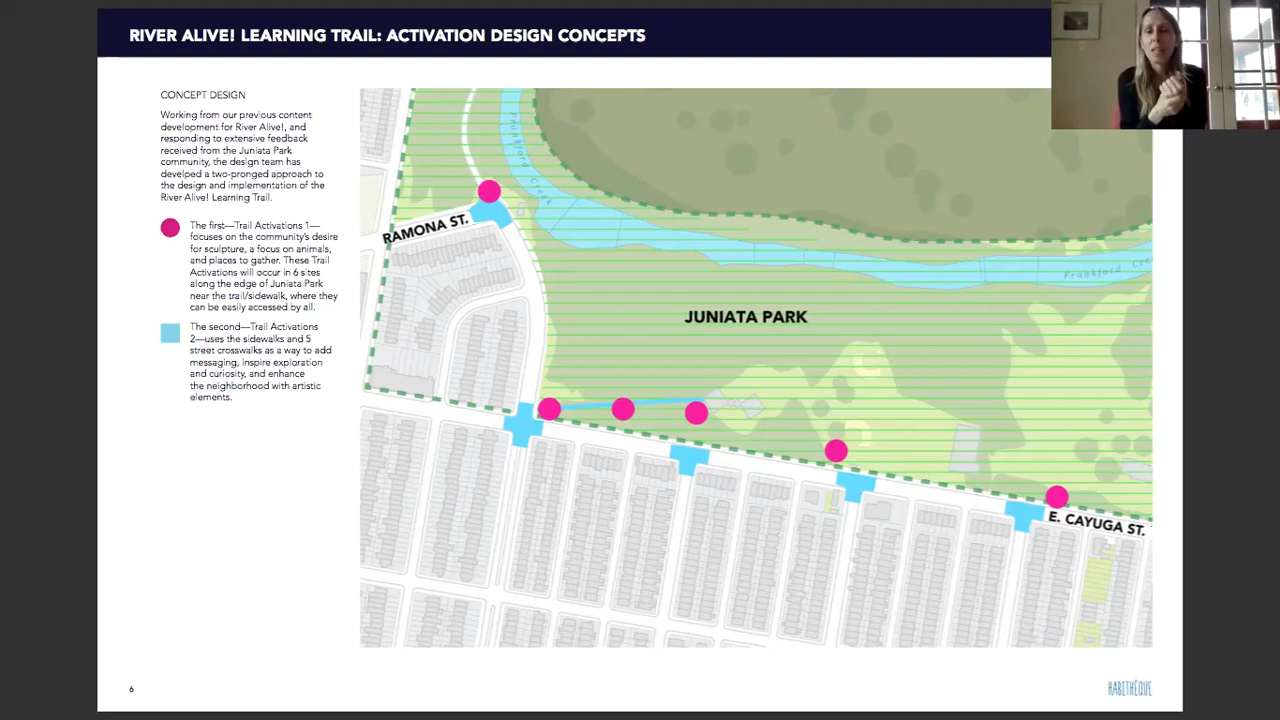 RIVER ALIVE! LEARNING TRAIL: ACTIVATION DESIGN CONCEPTS
CONCEPT DESIGN
Working from our previous content
development for River Alive!, and
responding to extensive feedback
received from the Juniata Park
community, the design team has
develped a two-pronged approach to
the design and implementation of the
River Alive! Learning Trail.
The first—Trail Activations 1—
focuses on the community's desire
for sculpture, a focus on animals,
and places to gather. These Trail
Activations will occur in 6 sites
along the edge of Juniata Park
near the trail/sidewalk, where they
can be easily accessed by all.
The second—Trail Activations
2—uses the sidewalks and 5
street crosswalks as a way to add
messaging, inspire exploration
and curiosity, and enhance
the neighborhood with artistic
elements.
Frankford Creek
RAMONA ST.
Frankford Cre
JUNIATA PARK
E. CAYUGA ST.
6
HABITHÈQUE